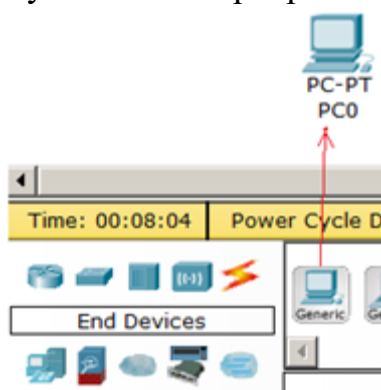 PC-PT
PC0
Time: 00:08:04 Power Cycle D
Generic
End Devices